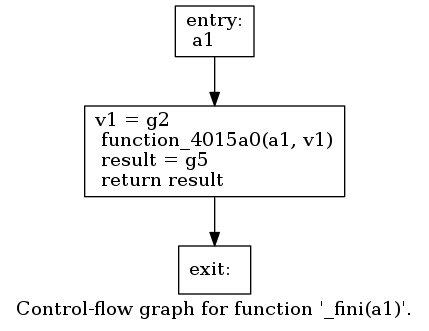 entry:
a1
v1 = g2
function_4015a0(a1, v1)
result = g5
return result
exit:
Control-flow graph for function '_fini(a1)'.